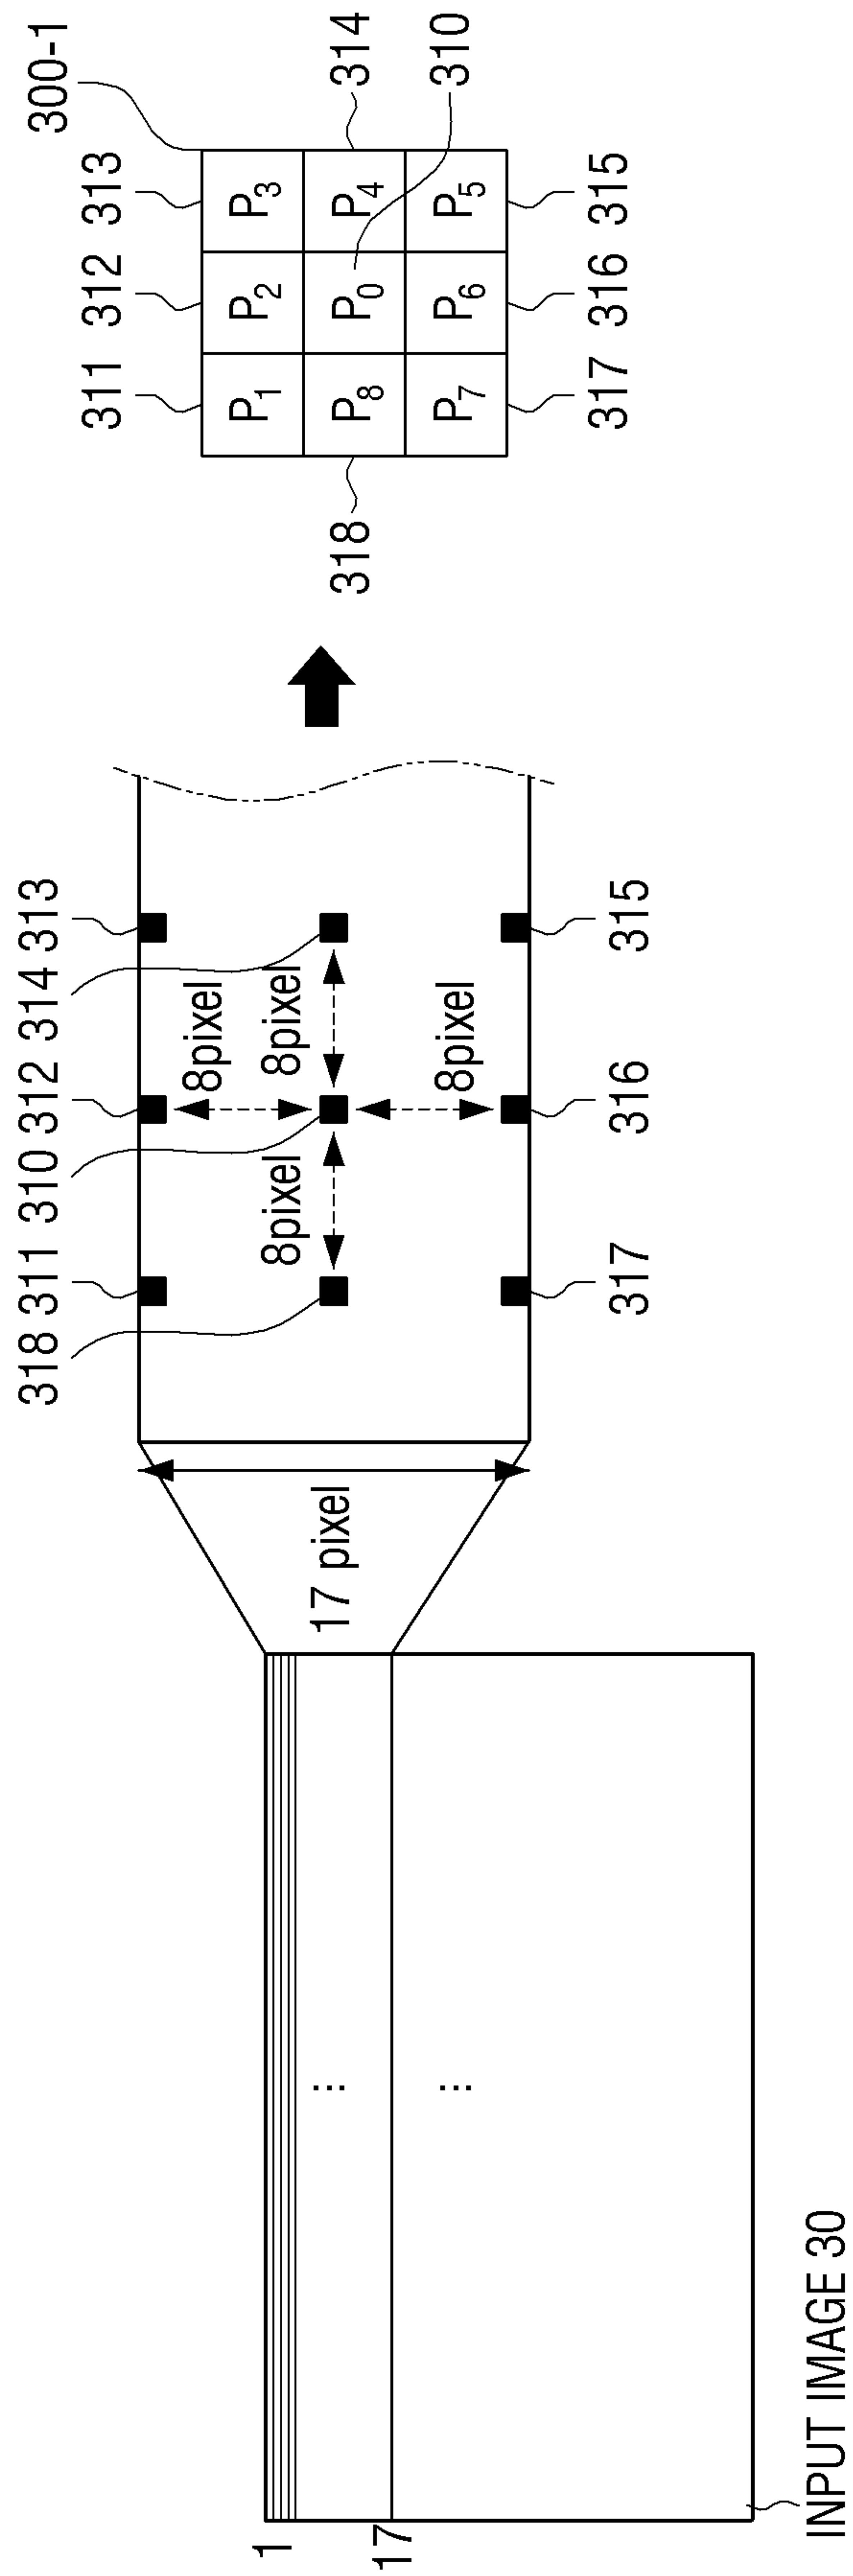 1
17
INPUT IMAGE 30
17 pixel
318 311 310 312 314 313
8pixel
8pixel 8pixel
8pixel
317 316 315
300-1
311 312 313
P₁ P₂ P₃
318 P₈ P₀ P₄ 314
P₇ P₆ P₅ 310
317 316 315